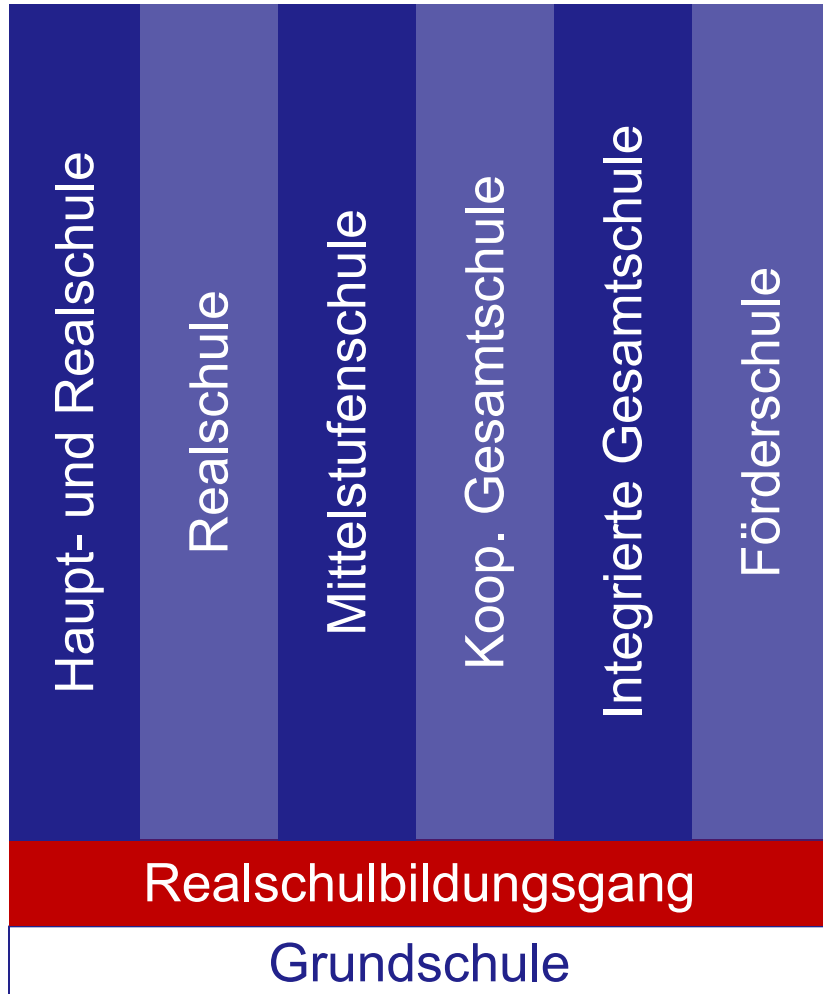 Haupt- und Realschule
Realschule
Mittelstufenschule
Koop. Gesamtschule
Integrierte Gesamtschule
Förderschule
Realschulbildungsgang
Grundschule